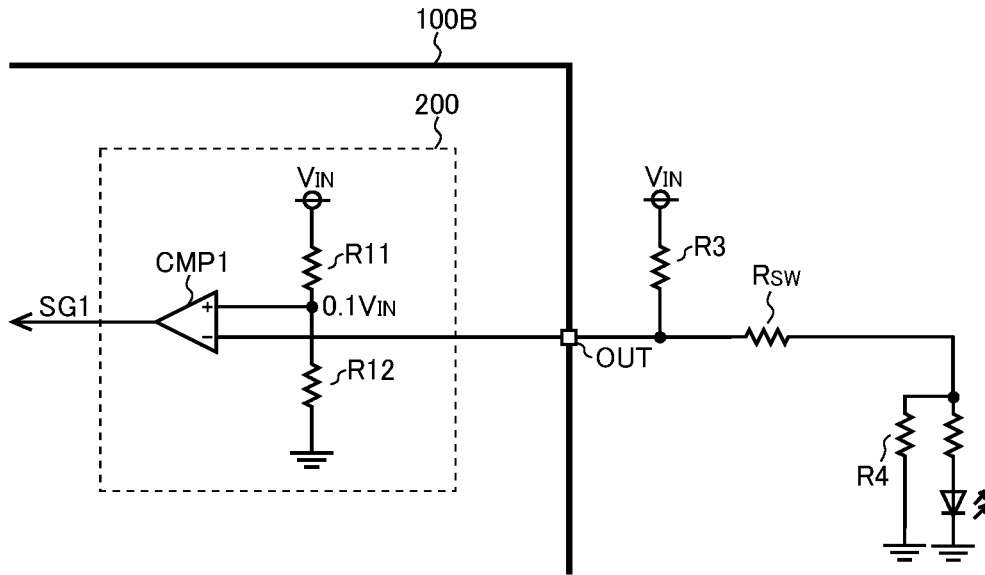 100B
200
VIN
VIN
R11
R3
CMP1
RSW
SG1
+
0.1VIN
−
OUT
R12
R4